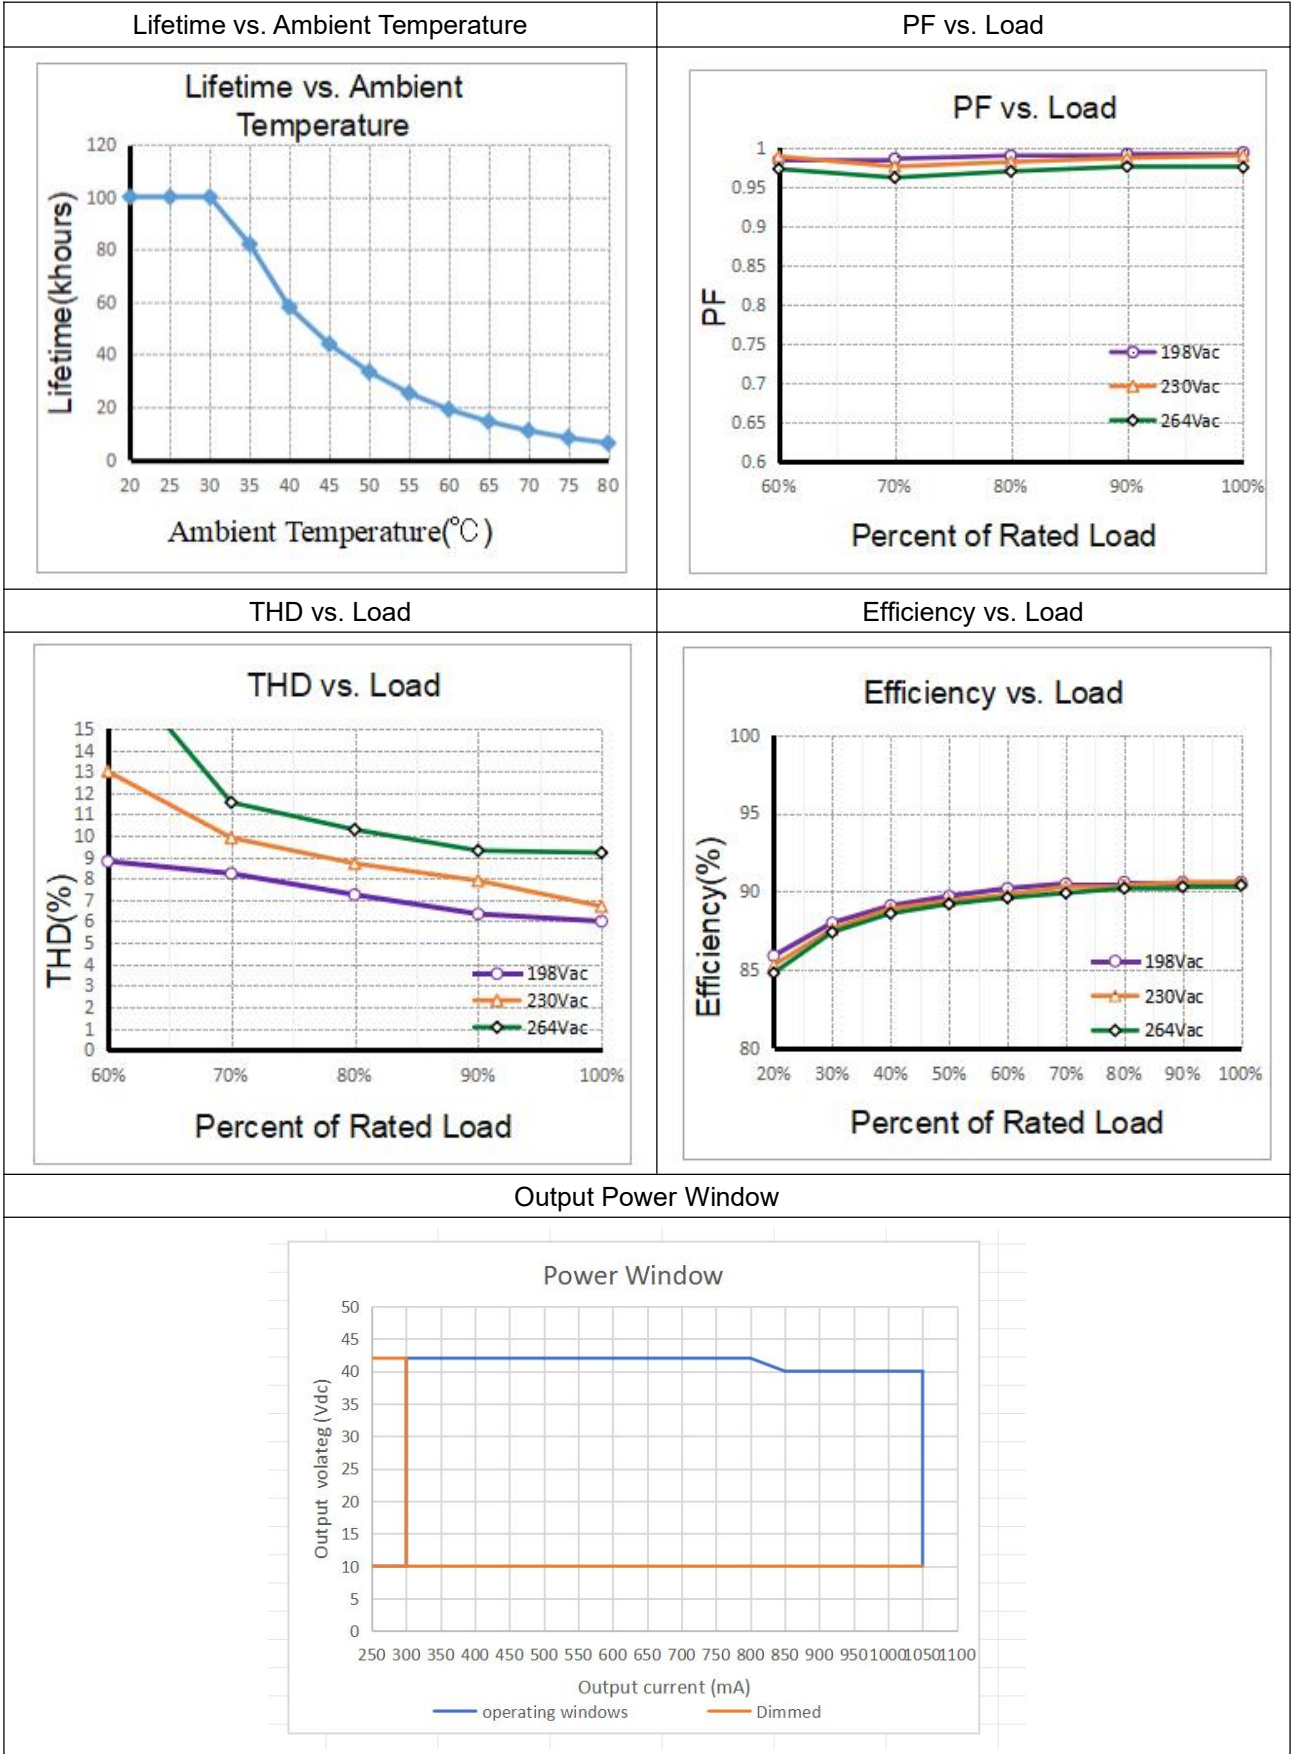 Lifetime vs. Ambient Temperature
PF vs. Load
Lifetime vs. Ambient
Temperature
120
100
80
60
40
20
0
Lifetime(khours)
20 25 30 35 40 45 50 55 60 65 70 75 80
Ambient Temperature(℃)
PF vs. Load
1
0.95
0.9
0.85
0.8
0.75
0.7
0.65
0.6
PF
198Vac
230Vac
264Vac
60% 70% 80% 90% 100%
Percent of Rated Load
THD vs. Load
Efficiency vs. Load
THD vs. Load
15
14
13
12
11
10
9
8
7
6
5
4
3
2
1
0
THD(%)
198Vac
230Vac
264Vac
60% 70% 80% 90% 100%
Percent of Rated Load
Efficiency vs. Load
100
95
90
85
80
Efficiency(%)
198Vac
230Vac
264Vac
20% 30% 40% 50% 60% 70% 80% 90% 100%
Percent of Rated Load
Output Power Window
Power Window
50
45
40
35
30
25
20
15
10
5
0
Output volateg (Vdc)
250 300 350 400 450 500 550 600 650 700 750 800 850 900 950 1000 1050 1100
Output current (mA)
operating windows
Dimmed